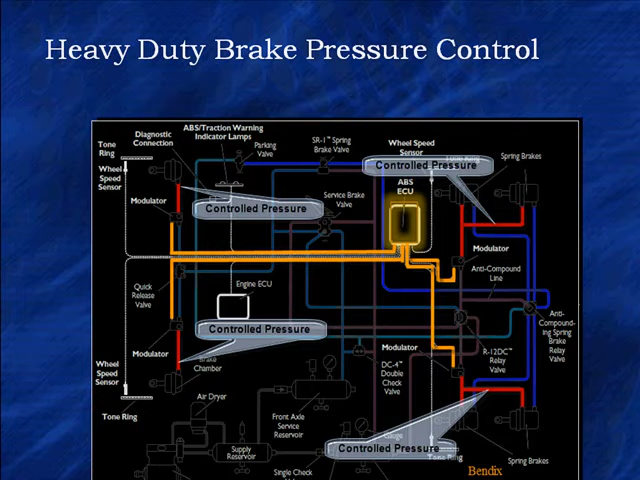 Heavy Duty Brake Pressure Control
ABS/Traction Warning
Indicator Lamps
Diagnostic
Connection
Tone
Ring
Parking
Valve
SR-1™ Spring
Brake Valve
Wheel Speed
Sensor
Spring Brakes
Controlled Pressure
Wheel
Speed
Sensor
ABS
ECU
Modulator
Controlled Pressure
Service Brake
Valve
Modulator
Anti-Compound
Line
Quick
Release
Valve
Engine ECU
Anti-
Compound-
ing Spring
Brake
Relay
Valve
Controlled Pressure
Modulator
Modulator
R-12DC™
Relay
Valve
Wheel
Speed
Sensor
Brake
Chamber
DC-4™
Double
Check
Valve
Air Dryer
Tone Ring
Front Axle
Service
Reservoir
Supply
Reservoir
Controlled Pressure
Tone Ring
Spring Brakes
Single Check
Bendix